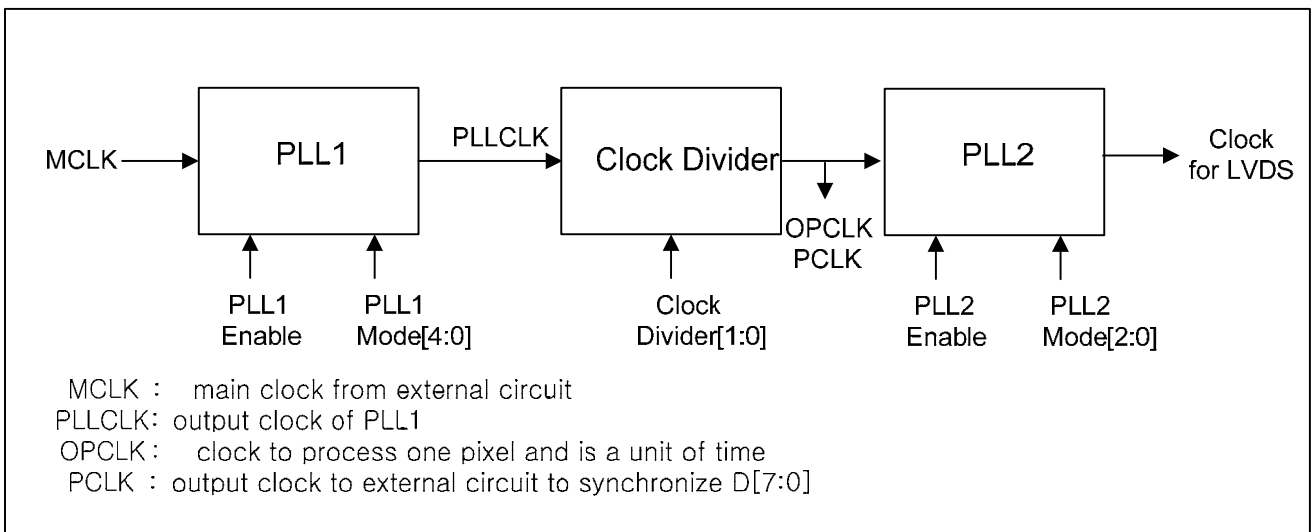 MCLK
PLL1
PLLCLK
Clock Divider
OPCLK
PCLK
PLL2
Clock
for LVDS
PLL1
Enable
PLL1
Mode[4:0]
Clock
Divider[1:0]
PLL2
Enable
PLL2
Mode[2:0]
MCLK : main clock from external circuit
PLLCLK: output clock of PLL1
OPCLK : clock to process one pixel and is a unit of time
PCLK : output clock to external circuit to synchronize D[7:0]